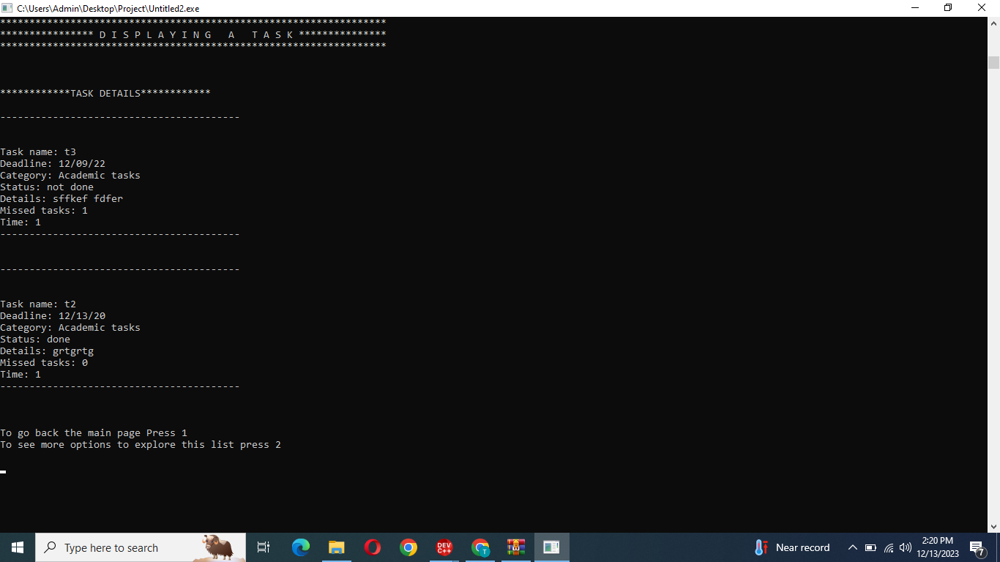 C:\Users\Admin\Desktop\Project\Untitled2.exe
******************************************************************
**************** D I S P L A Y I N G   A   T A S K ***************
******************************************************************
************TASK DETAILS************
-----------------------------------------
Task name: t3
Deadline: 12/09/22
Category: Academic tasks
Status: not done
Details: sffkef fdfer
Missed tasks: 1
Time: 1
-----------------------------------------
-----------------------------------------
Task name: t2
Deadline: 12/13/20
Category: Academic tasks
Status: done
Details: grtgrtg
Missed tasks: 0
Time: 1
-----------------------------------------
To go back the main page Press 1
To see more options to explore this list press 2
Type here to search
DEV
C++
T
Near record
2:20 PM
12/13/2023
7